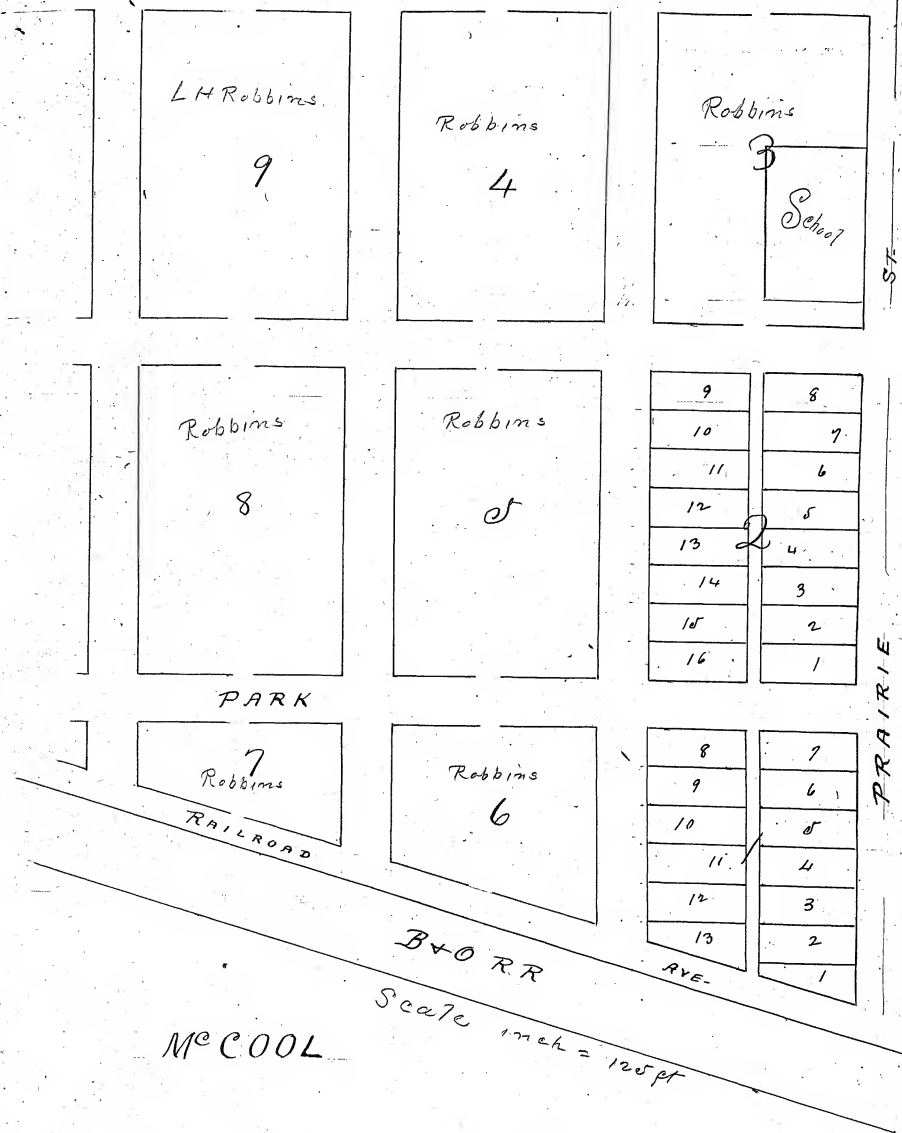 L H Robbins
9
Robbins
4
Robbins
3
School
ST.
Robbins
8
Robbins
5
9 8
10 7
11 6
12 5
2
13 4
14 3
15 2
16 1
PRAIRIE
PARK
7
Robbins
Robbins
6
8 7
9 6
10 5
1
11 4
12 3
13 2
1
RAILROAD
AVE.
B & O R.R
Scale inch = 125 ft
McCOOL